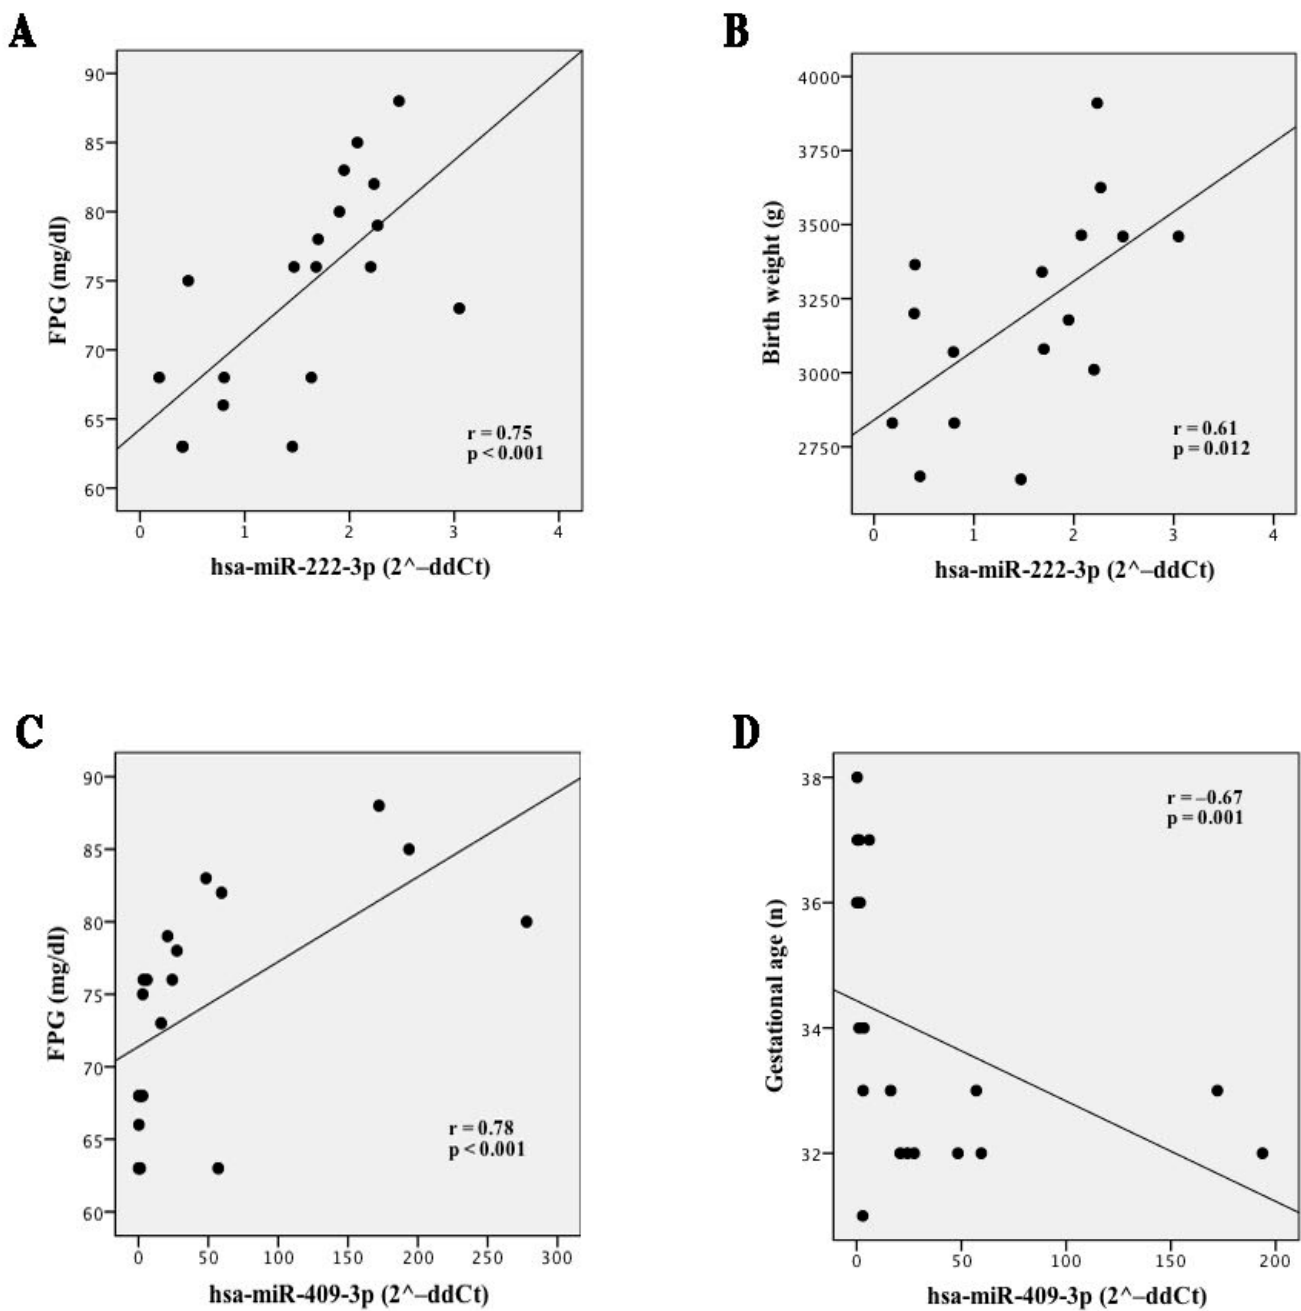 A
90
85
80
75
70
65
60
FPG (mg/dl)
r = 0.75
p < 0.001
0 1 2 3 4
hsa-miR-222-3p (2^–ddCt)
B
4000
3750
3500
3250
3000
2750
Birth weight (g)
r = 0.61
p = 0.012
0 1 2 3 4
hsa-miR-222-3p (2^–ddCt)
C
90
85
80
75
70
65
60
FPG (mg/dl)
r = 0.78
p < 0.001
0 50 100 150 200 250 300
hsa-miR-409-3p (2^–ddCt)
D
38
36
34
32
Gestational age (n)
r = –0.67
p = 0.001
0 50 100 150 200
hsa-miR-409-3p (2^–ddCt)